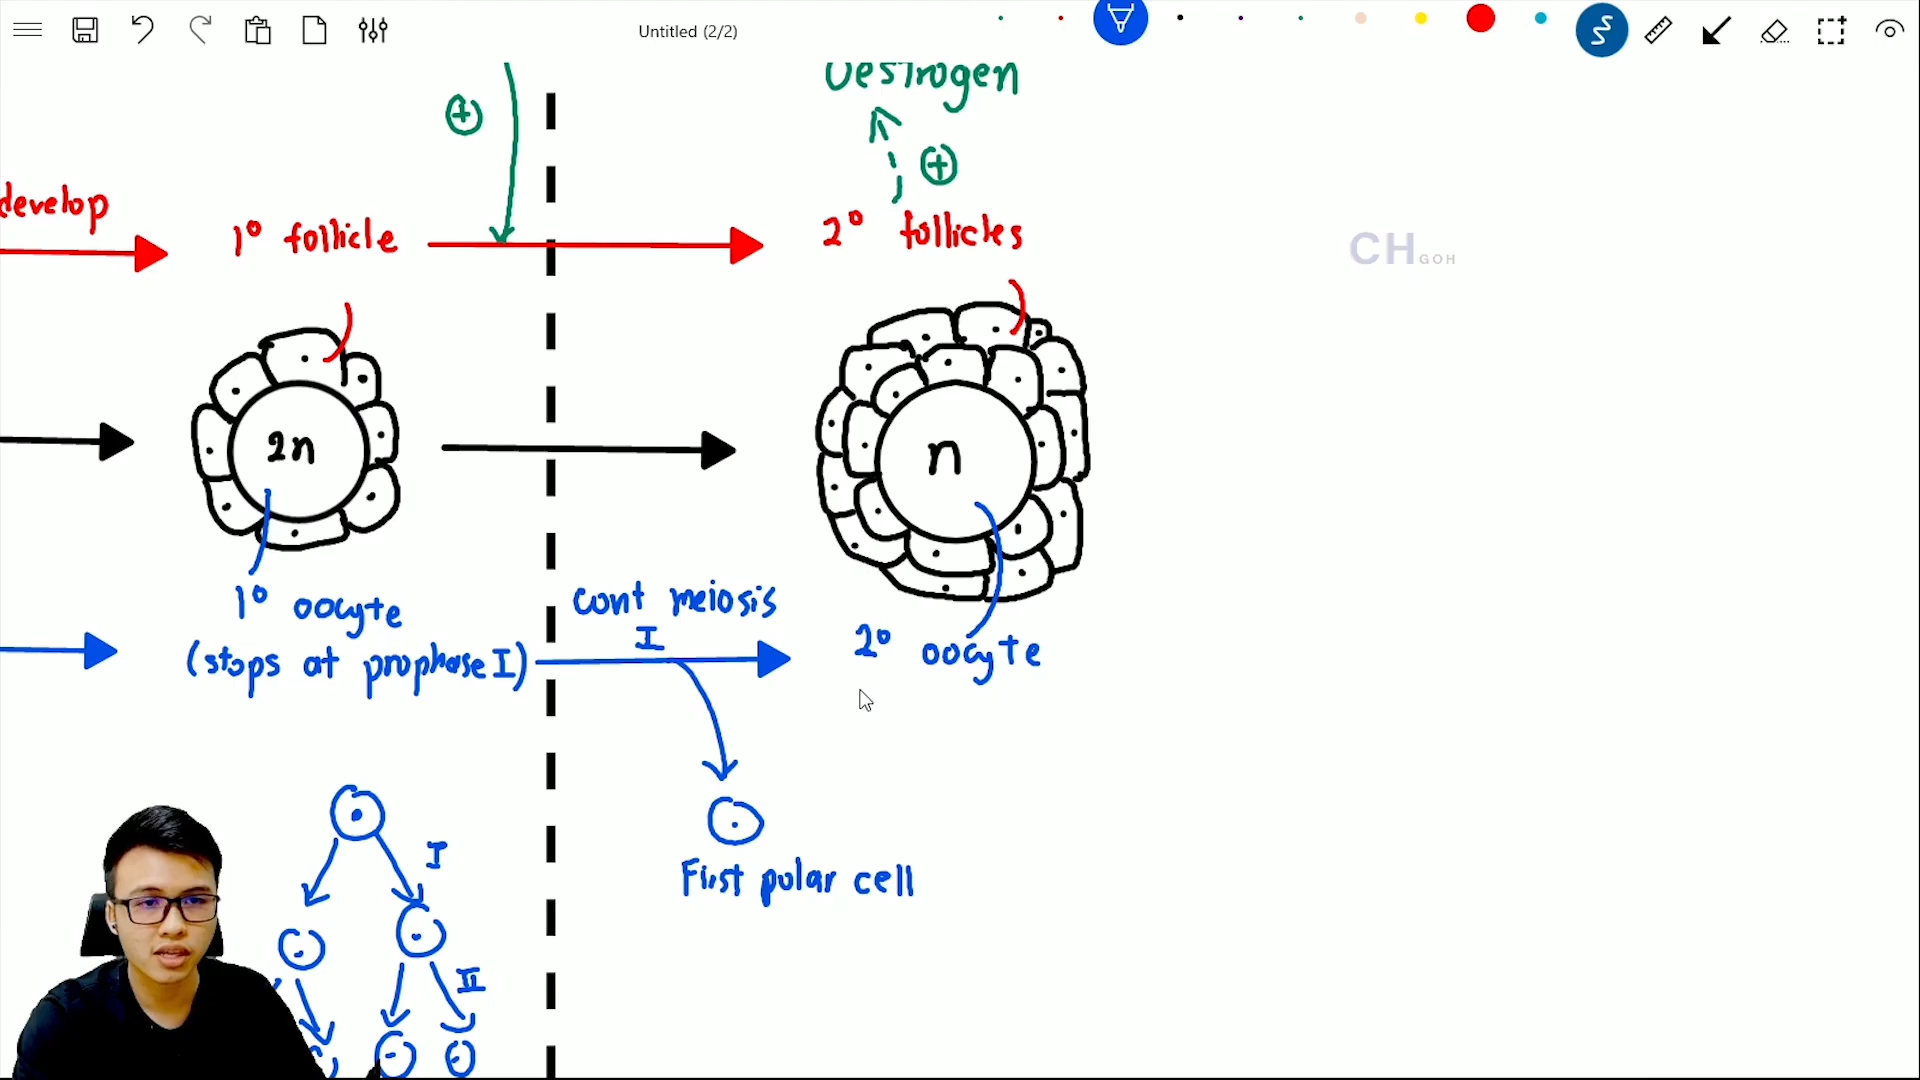 Untitled (2/2)
Oestrogen
+
+
develop
1° follicle
2° follicles
CH GOH
2n
n
1° oocyte
(stops at prophase I)
cont meiosis
I
2° oocyte
I
First polar cell
II